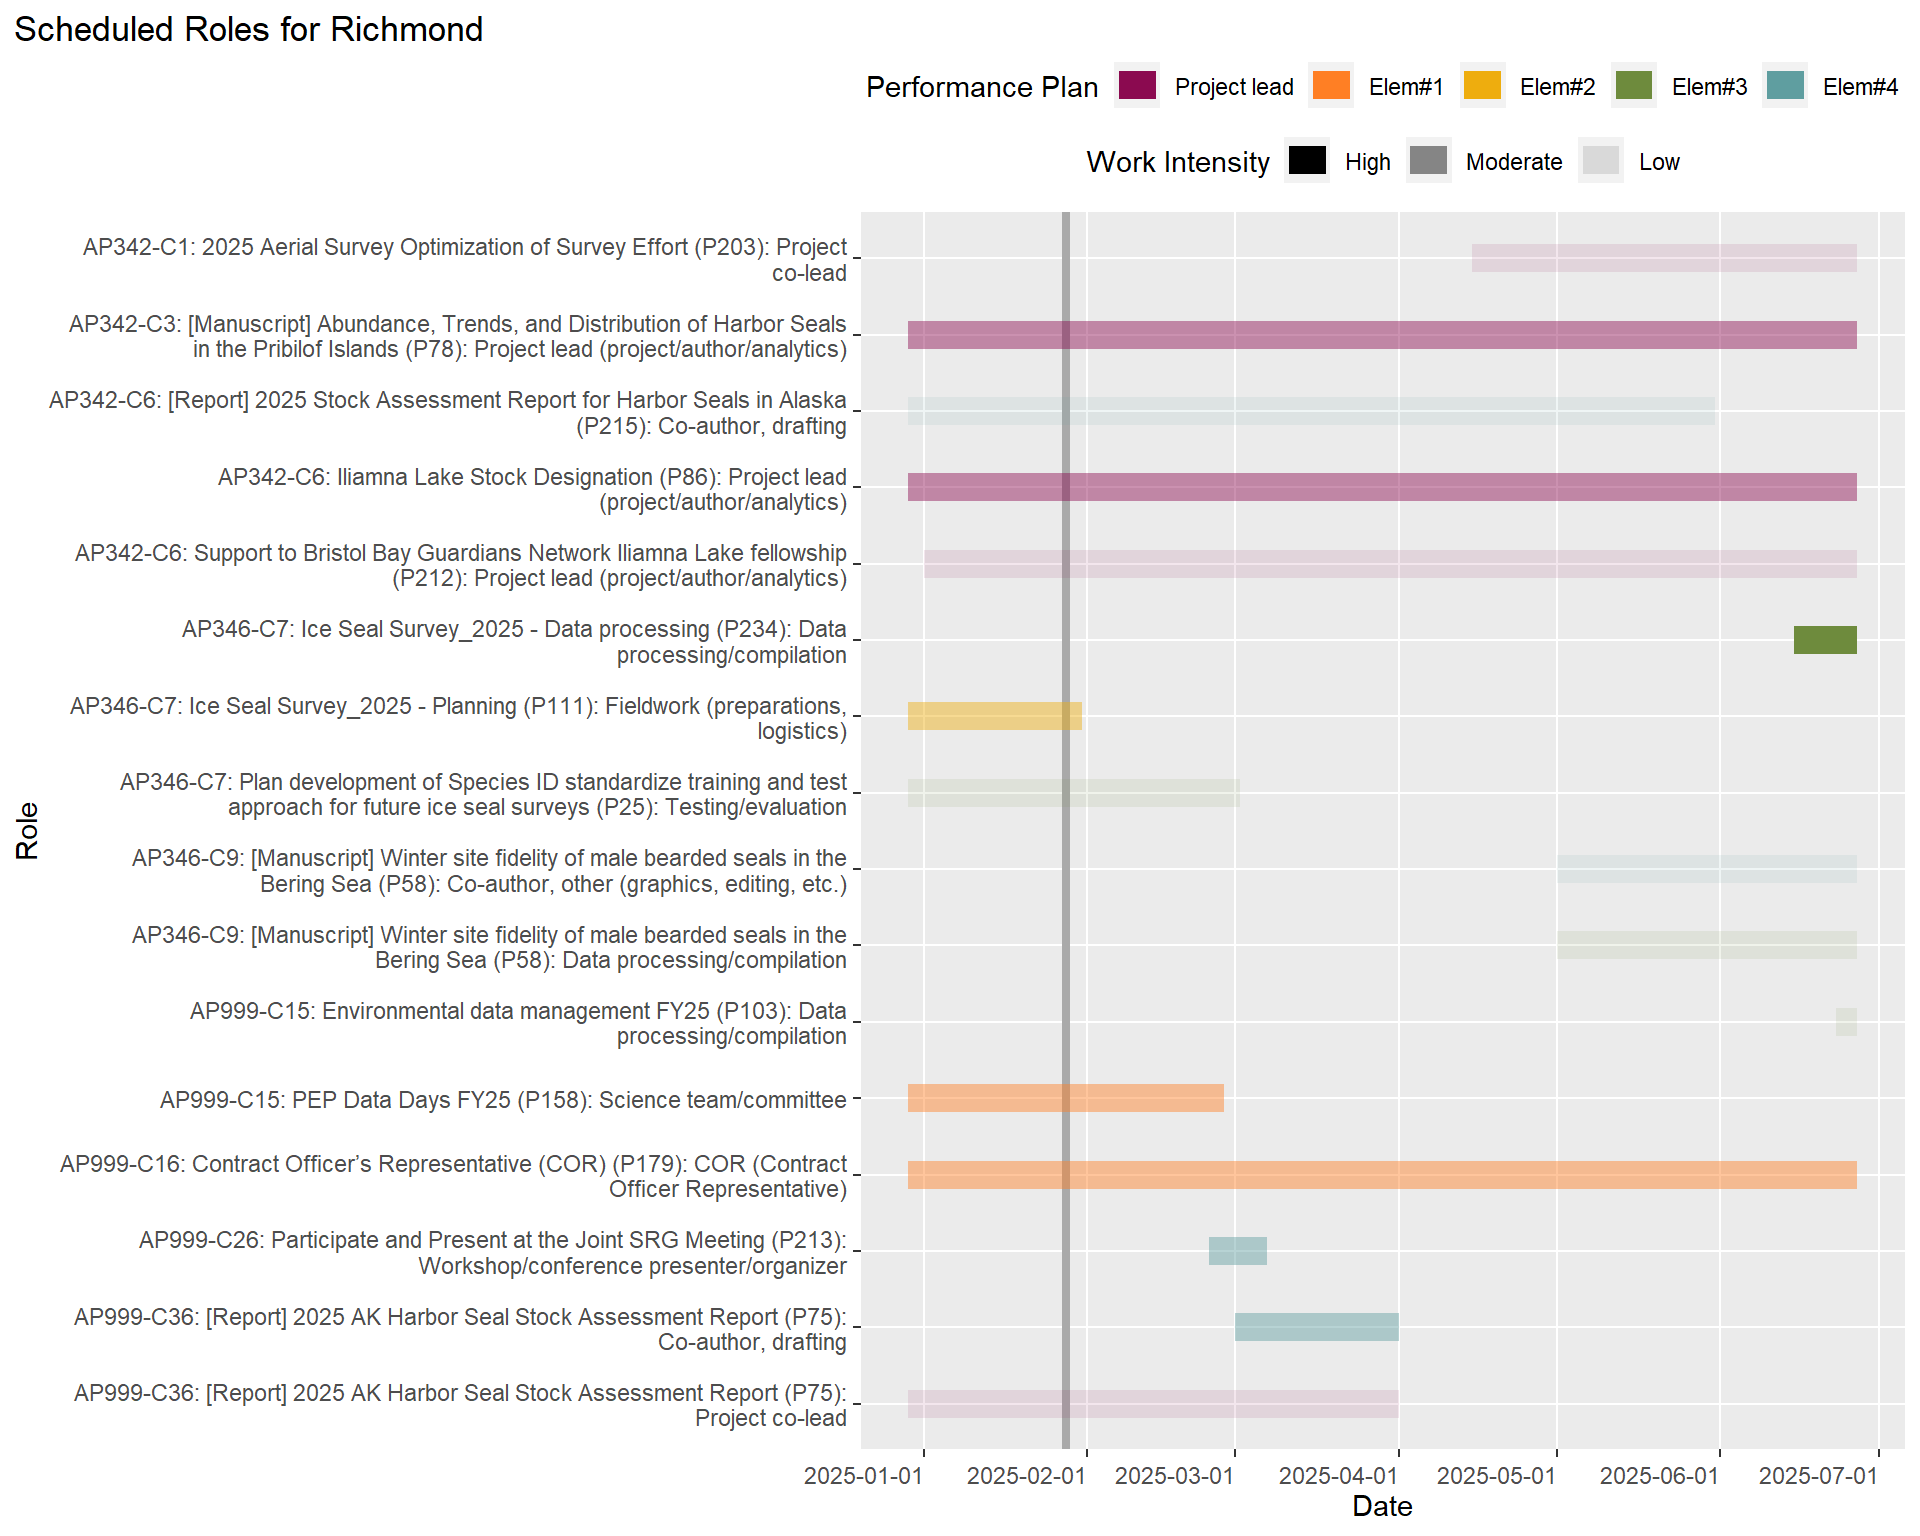 Scheduled Roles for Richmond
Performance Plan Project lead Elem#1 Elem#2 Elem#3 Elem#4
Work Intensity High Moderate Low
AP342-C1: 2025 Aerial Survey Optimization of Survey Effort (P203): Project
co-lead
AP342-C3: [Manuscript] Abundance, Trends, and Distribution of Harbor Seals
in the Pribilof Islands (P78): Project lead (project/author/analytics)
AP342-C6: [Report] 2025 Stock Assessment Report for Harbor Seals in Alaska
(P215): Co-author, drafting
AP342-C6: Iliamna Lake Stock Designation (P86): Project lead
(project/author/analytics)
AP342-C6: Support to Bristol Bay Guardians Network Iliamna Lake fellowship
(P212): Project lead (project/author/analytics)
AP346-C7: Ice Seal Survey_2025 - Data processing (P234): Data
processing/compilation
AP346-C7: Ice Seal Survey_2025 - Planning (P111): Fieldwork (preparations,
logistics)
AP346-C7: Plan development of Species ID standardize training and test
approach for future ice seal surveys (P25): Testing/evaluation
AP346-C9: [Manuscript] Winter site fidelity of male bearded seals in the
Bering Sea (P58): Co-author, other (graphics, editing, etc.)
AP346-C9: [Manuscript] Winter site fidelity of male bearded seals in the
Bering Sea (P58): Data processing/compilation
AP999-C15: Environmental data management FY25 (P103): Data
processing/compilation
AP999-C15: PEP Data Days FY25 (P158): Science team/committee
AP999-C16: Contract Officer’s Representative (COR) (P179): COR (Contract
Officer Representative)
AP999-C26: Participate and Present at the Joint SRG Meeting (P213):
Workshop/conference presenter/organizer
AP999-C36: [Report] 2025 AK Harbor Seal Stock Assessment Report (P75):
Co-author, drafting
AP999-C36: [Report] 2025 AK Harbor Seal Stock Assessment Report (P75):
Project co-lead
Role
2025-01-01 2025-02-01 2025-03-01 2025-04-01 2025-05-01 2025-06-01 2025-07-01
Date